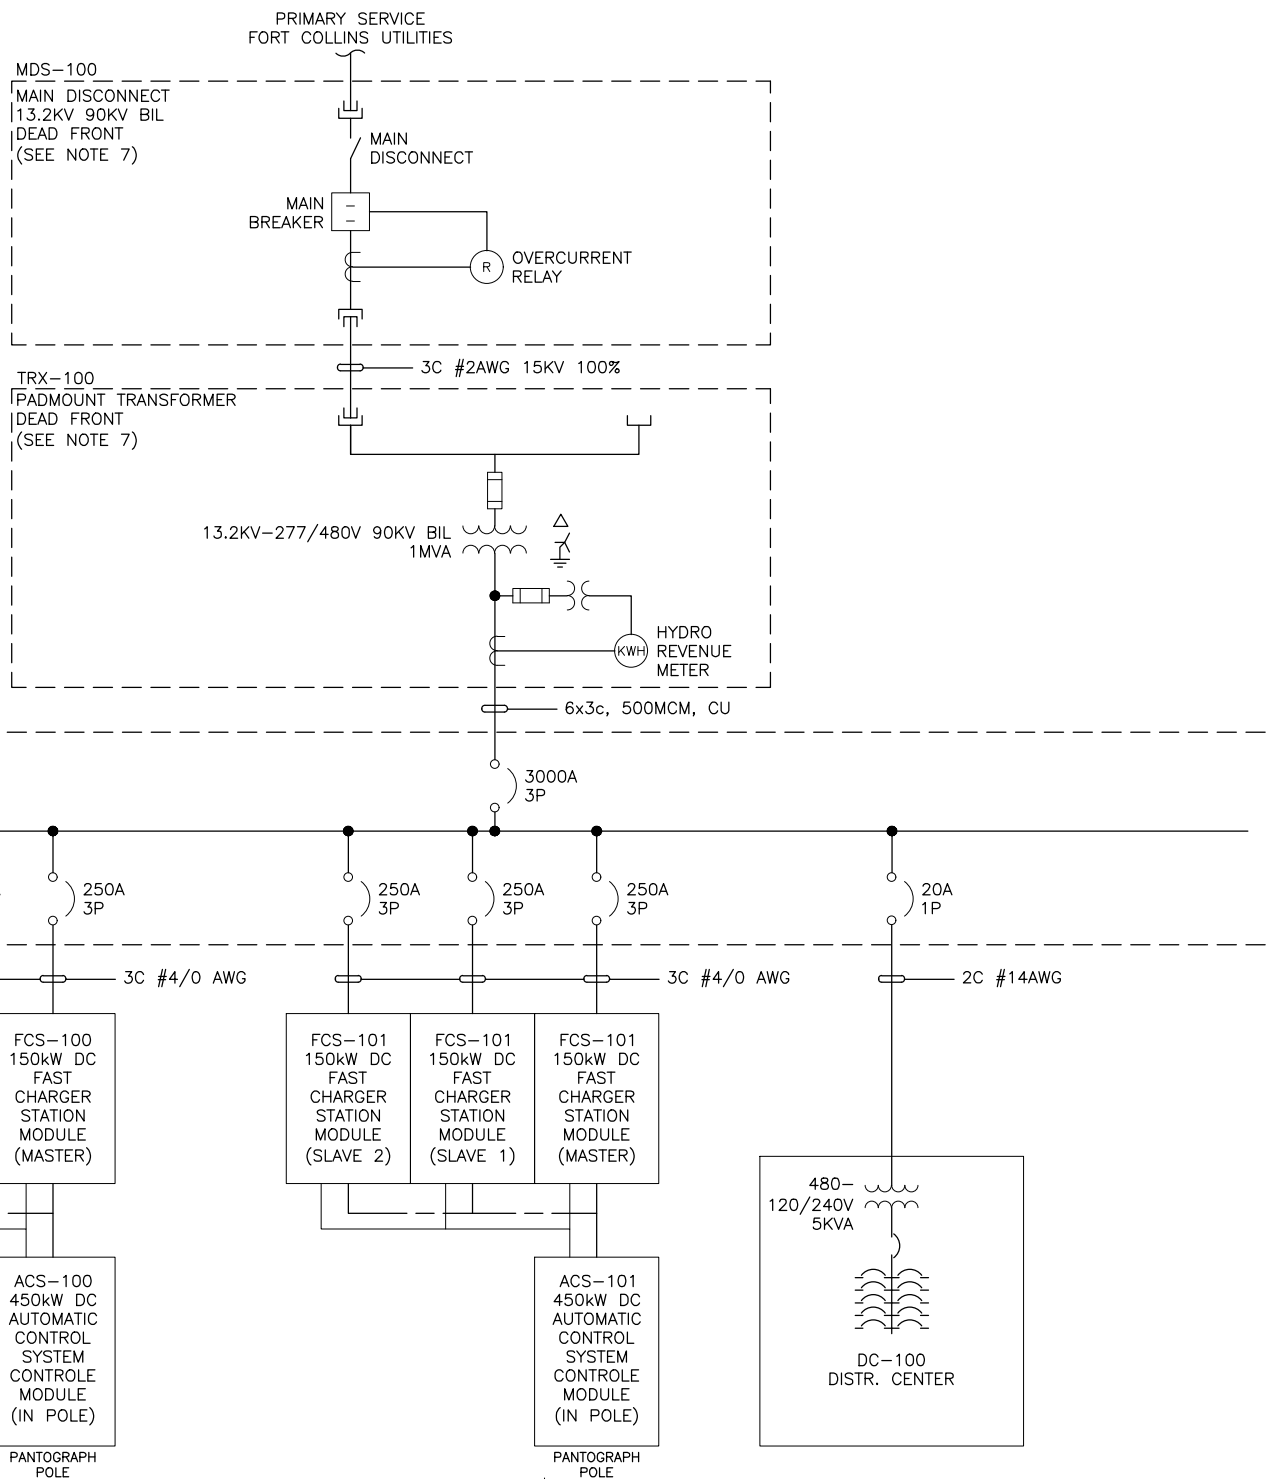 PRIMARY SERVICE
FORT COLLINS UTILITIES
MDS-100
MAIN DISCONNECT
13.2KV 90KV BIL
DEAD FRONT
(SEE NOTE 7)
MAIN
DISCONNECT
MAIN
BREAKER
R
OVERCURRENT
RELAY
3C #2AWG 15KV 100%
TRX-100
PADMOUNT TRANSFORMER
DEAD FRONT
(SEE NOTE 7)
13.2KV-277/480V 90KV BIL
1MVA
KWH
HYDRO
REVENUE
METER
6x3c, 500MCM, CU
3000A
3P
250A
3P
250A
3P
250A
3P
250A
3P
20A
1P
3C #4/0 AWG
3C #4/0 AWG
2C #14AWG
FCS-100
150kW DC
FAST
CHARGER
STATION
MODULE
(MASTER)
FCS-101
150kW DC
FAST
CHARGER
STATION
MODULE
(SLAVE 2)
FCS-101
150kW DC
FAST
CHARGER
STATION
MODULE
(SLAVE 1)
FCS-101
150kW DC
FAST
CHARGER
STATION
MODULE
(MASTER)
480-
120/240V
5KVA
DC-100
DISTR. CENTER
ACS-100
450kW DC
AUTOMATIC
CONTROL
SYSTEM
CONTROLE
MODULE
(IN POLE)
PANTOGRAPH
POLE
ACS-101
450kW DC
AUTOMATIC
CONTROL
SYSTEM
CONTROLE
MODULE
(IN POLE)
PANTOGRAPH
POLE